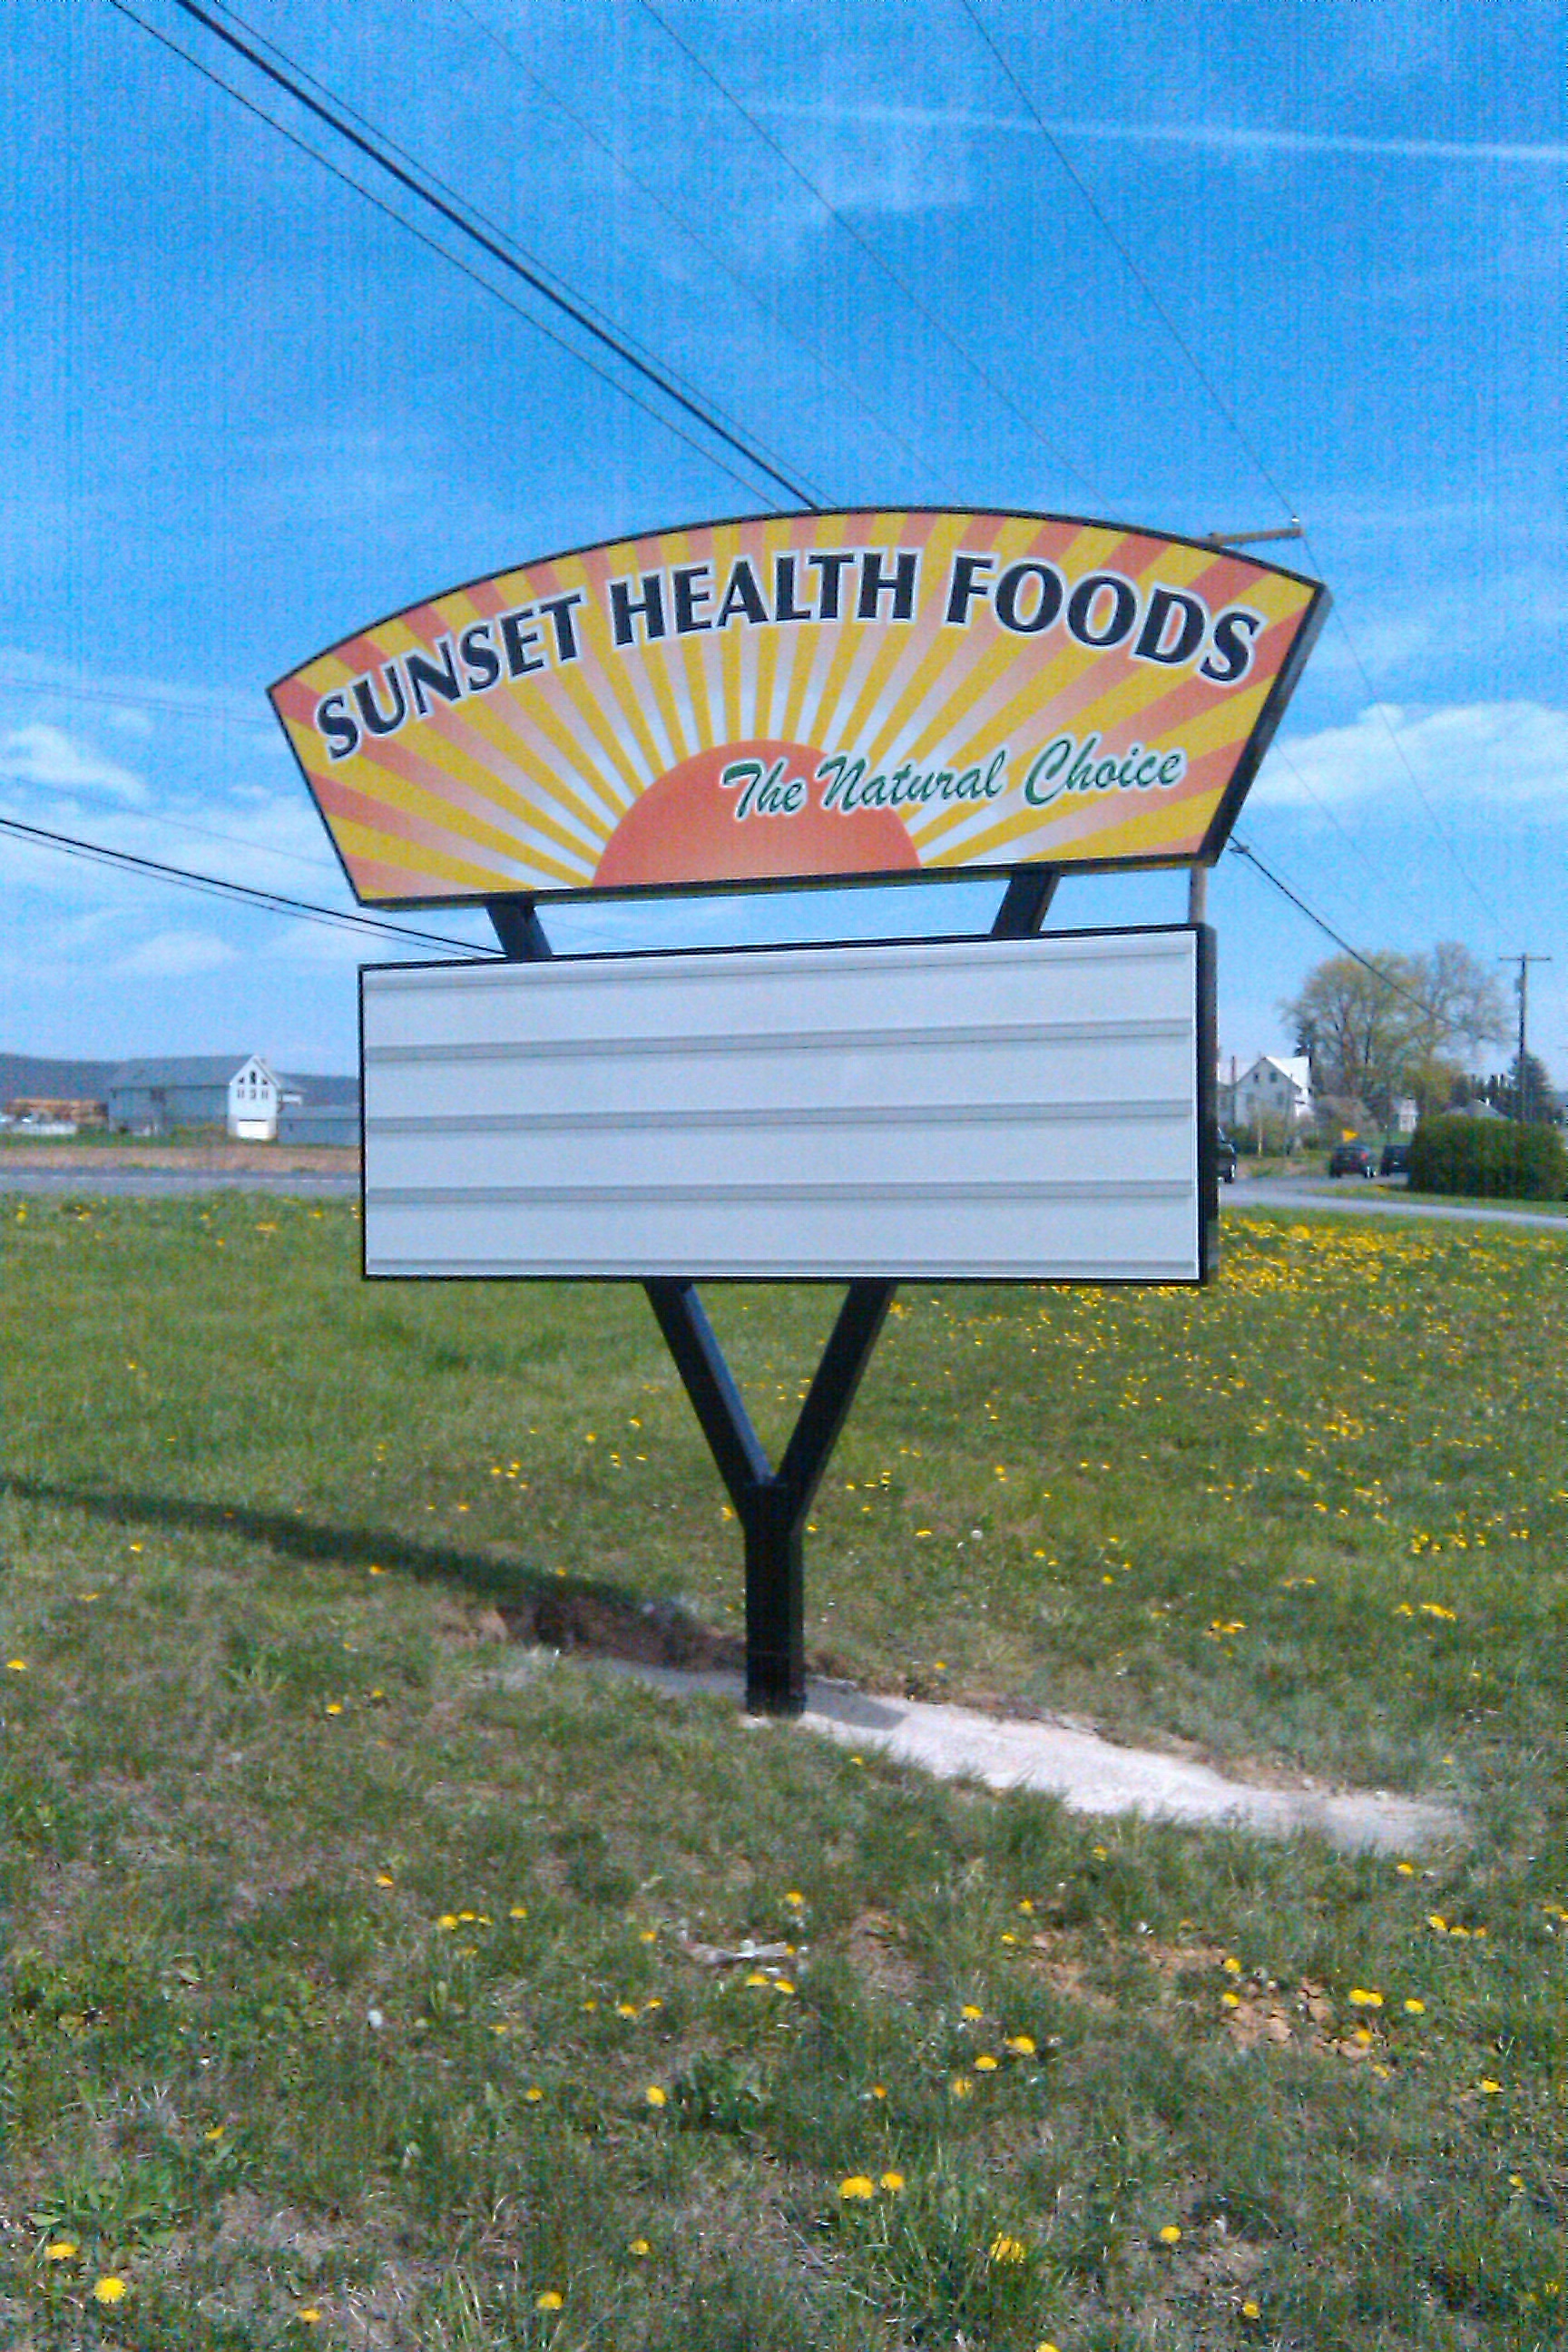 SUNSET HEALTH FOODS
The Natural Choice